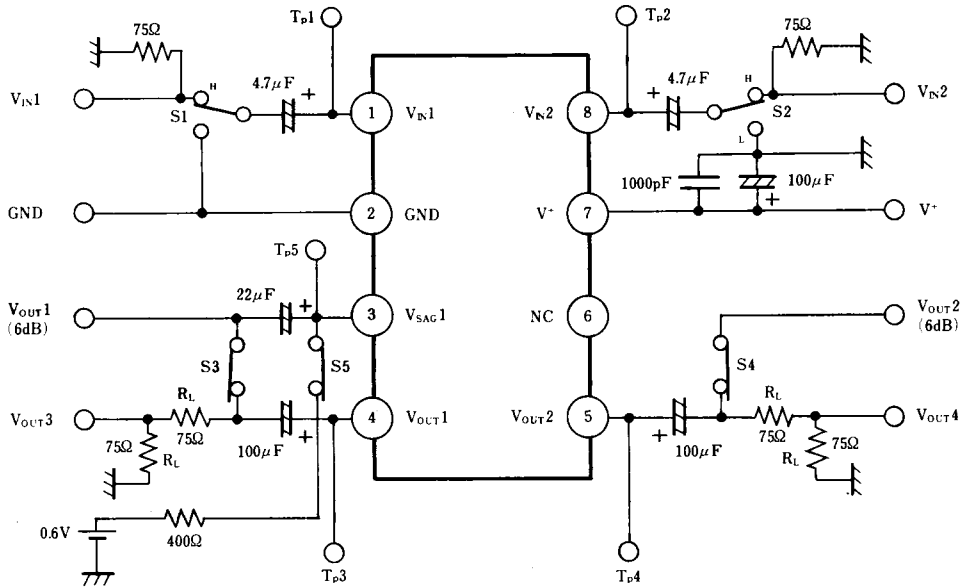 Tp1
Tp2
75Ω
75Ω
4.7μF
4.7μF
H
H
VIN1
S1
+
1
VIN1
VIN2
8
+
S2
VIN2
L
1000pF
100μF
+
GND
2
GND
V+
7
V+
Tp5
VOUT1
(6dB)
22μF
+
3
VSAG1
NC
6
VOUT2
(6dB)
S3
S5
S4
VOUT3
RL
75Ω
100μF
+
4
VOUT1
VOUT2
5
+
100μF
RL
75Ω
VOUT4
75Ω
RL
RL
75Ω
0.6V
400Ω
Tp3
Tp4